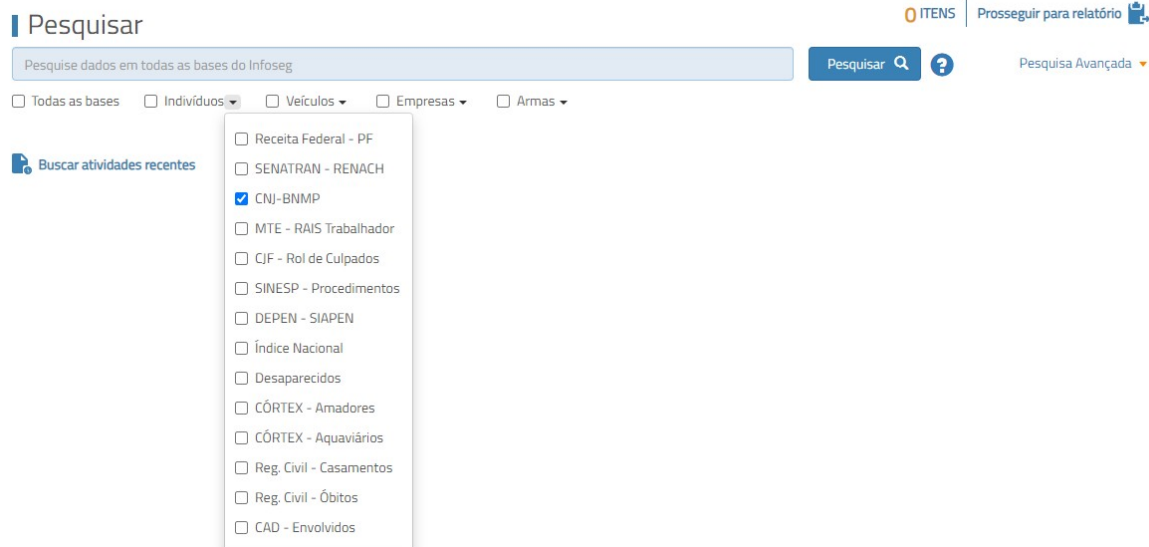 Pesquisar
0 ITENS Prosseguir para relatório
Pesquise dados em todas as bases do Infoseg Pesquisar ? Pesquisa Avançada
Todas as bases Indivíduos Veículos Empresas Armas
Receita Federal - PF
Buscar atividades recentes
SENATRAN - RENACH
CNJ-BNMP
MTE - RAIS Trabalhador
CJF - Rol de Culpados
SINESP - Procedimentos
DEPEN - SIAPEN
Índice Nacional
Desaparecidos
CÓRTEX - Amadores
CÓRTEX - Aquaviários
Reg. Civil - Casamentos
Reg. Civil - Óbitos
CAD - Envolvidos